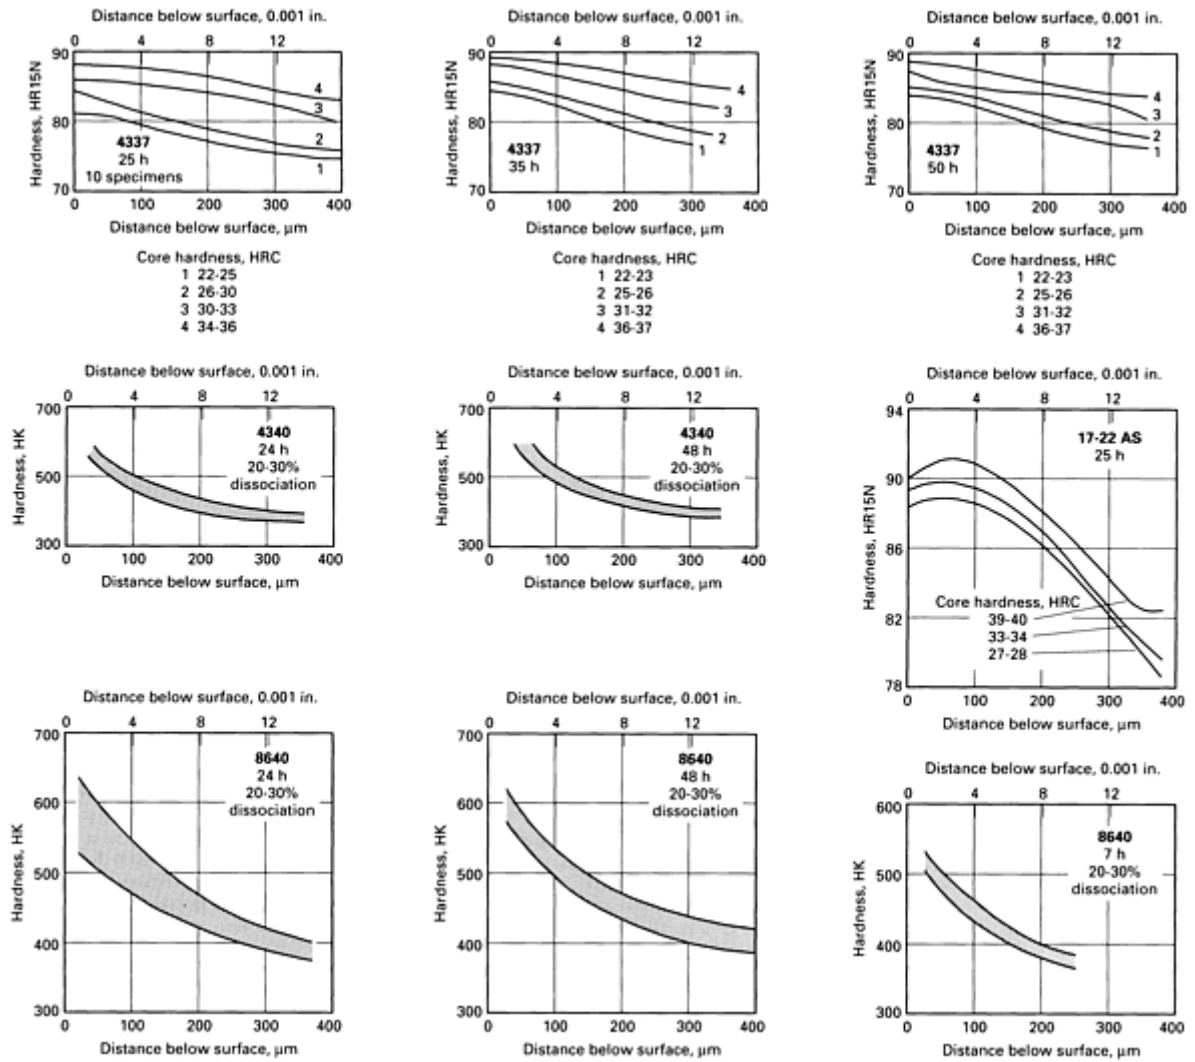 Distance below surface, 0.001 in.
0 4 8 12
90
80
70
Hardness, HR15N
4
3
2
1
4337
25 h
10 specimens
0 100 200 300 400
Distance below surface, μm
Core hardness, HRC
1 22-25
2 26-30
3 30-33
4 34-36
Distance below surface, 0.001 in.
0 4 8 12
90
80
70
Hardness, HR15N
4
3
2
1
4337
35 h
0 100 200 300 400
Distance below surface, μm
Core hardness, HRC
1 22-23
2 25-26
3 31-32
4 36-37
Distance below surface, 0.001 in.
0 4 8 12
90
80
70
Hardness, HR15N
4
3
2
1
4337
50 h
0 100 200 300 400
Distance below surface, μm
Core hardness, HRC
1 22-23
2 25-26
3 31-32
4 36-37
Distance below surface, 0.001 in.
0 4 8 12
700
500
300
Hardness, HK
4340
24 h
20-30%
dissociation
0 100 200 300 400
Distance below surface, μm
Distance below surface, 0.001 in.
0 4 8 12
700
500
300
Hardness, HK
4340
48 h
20-30%
dissociation
0 100 200 300 400
Distance below surface, μm
Distance below surface, 0.001 in.
0 4 8 12
94
90
86
82
78
Hardness, HR15N
17-22 AS
25 h
Core hardness, HRC
39-40
33-34
27-28
0 100 200 300 400
Distance below surface, μm
Distance below surface, 0.001 in.
0 4 8 12
700
600
500
400
300
Hardness, HK
8640
24 h
20-30%
dissociation
0 100 200 300 400
Distance below surface, μm
Distance below surface, 0.001 in.
0 4 8 12
700
600
500
400
300
Hardness, HK
8640
48 h
20-30%
dissociation
0 100 200 300 400
Distance below surface, μm
Distance below surface, 0.001 in.
0 4 8 12
600
500
400
300
Hardness, HK
8640
7 h
20-30%
dissociation
0 100 200 300 400
Distance below surface, μm